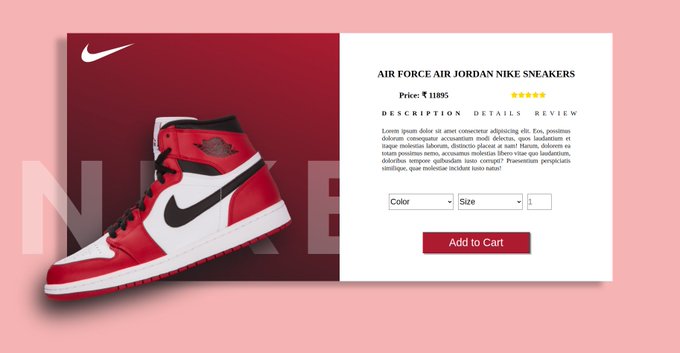 NIKE
AIR FORCE AIR JORDAN NIKE SNEAKERS
Price: ₹ 11895
DESCRIPTION DETAILS REVIEW
Lorem ipsum dolor sit amet consectetur adipisicing elit. Eos, possimus
dolorum consequatur accusantium modi delectus, quos laudantium et
itaque molestias laborum, distinctio placeat at nam! Harum, dolorem ea
totam possimus nemo, accusamus molestias libero vitae quo laudantium,
doloribus tempore quibusdam iusto corrupti? Praesentium perspiciatis
similique, quae molestiae incidunt iusto natus!
Color Size 1
Add to Cart